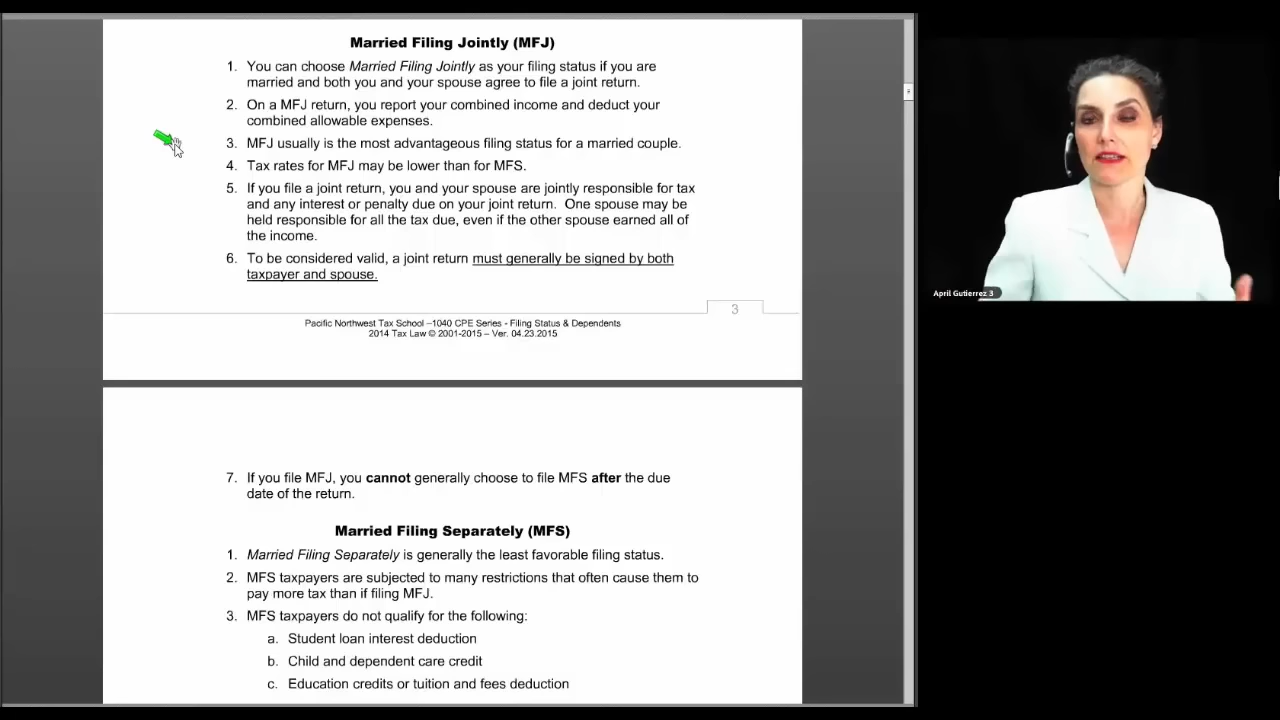 Married Filing Jointly (MFJ)
1. You can choose Married Filing Jointly as your filing status if you are
married and both you and your spouse agree to file a joint return.
2. On a MFJ return, you report your combined income and deduct your
combined allowable expenses.
3. MFJ usually is the most advantageous filing status for a married couple.
4. Tax rates for MFJ may be lower than for MFS.
5. If you file a joint return, you and your spouse are jointly responsible for tax
and any interest or penalty due on your joint return. One spouse may be
held responsible for all the tax due, even if the other spouse earned all of
the income.
6. To be considered valid, a joint return must generally be signed by both
taxpayer and spouse.
3
Pacific Northwest Tax School –1040 CPE Series - Filing Status & Dependents
2014 Tax Law © 2001-2015 – Ver. 04.23.2015
7. If you file MFJ, you cannot generally choose to file MFS after the due
date of the return.
Married Filing Separately (MFS)
1. Married Filing Separately is generally the least favorable filing status.
2. MFS taxpayers are subjected to many restrictions that often cause them to
pay more tax than if filing MFJ.
3. MFS taxpayers do not qualify for the following:
a. Student loan interest deduction
b. Child and dependent care credit
c. Education credits or tuition and fees deduction
April Gutierrez 3